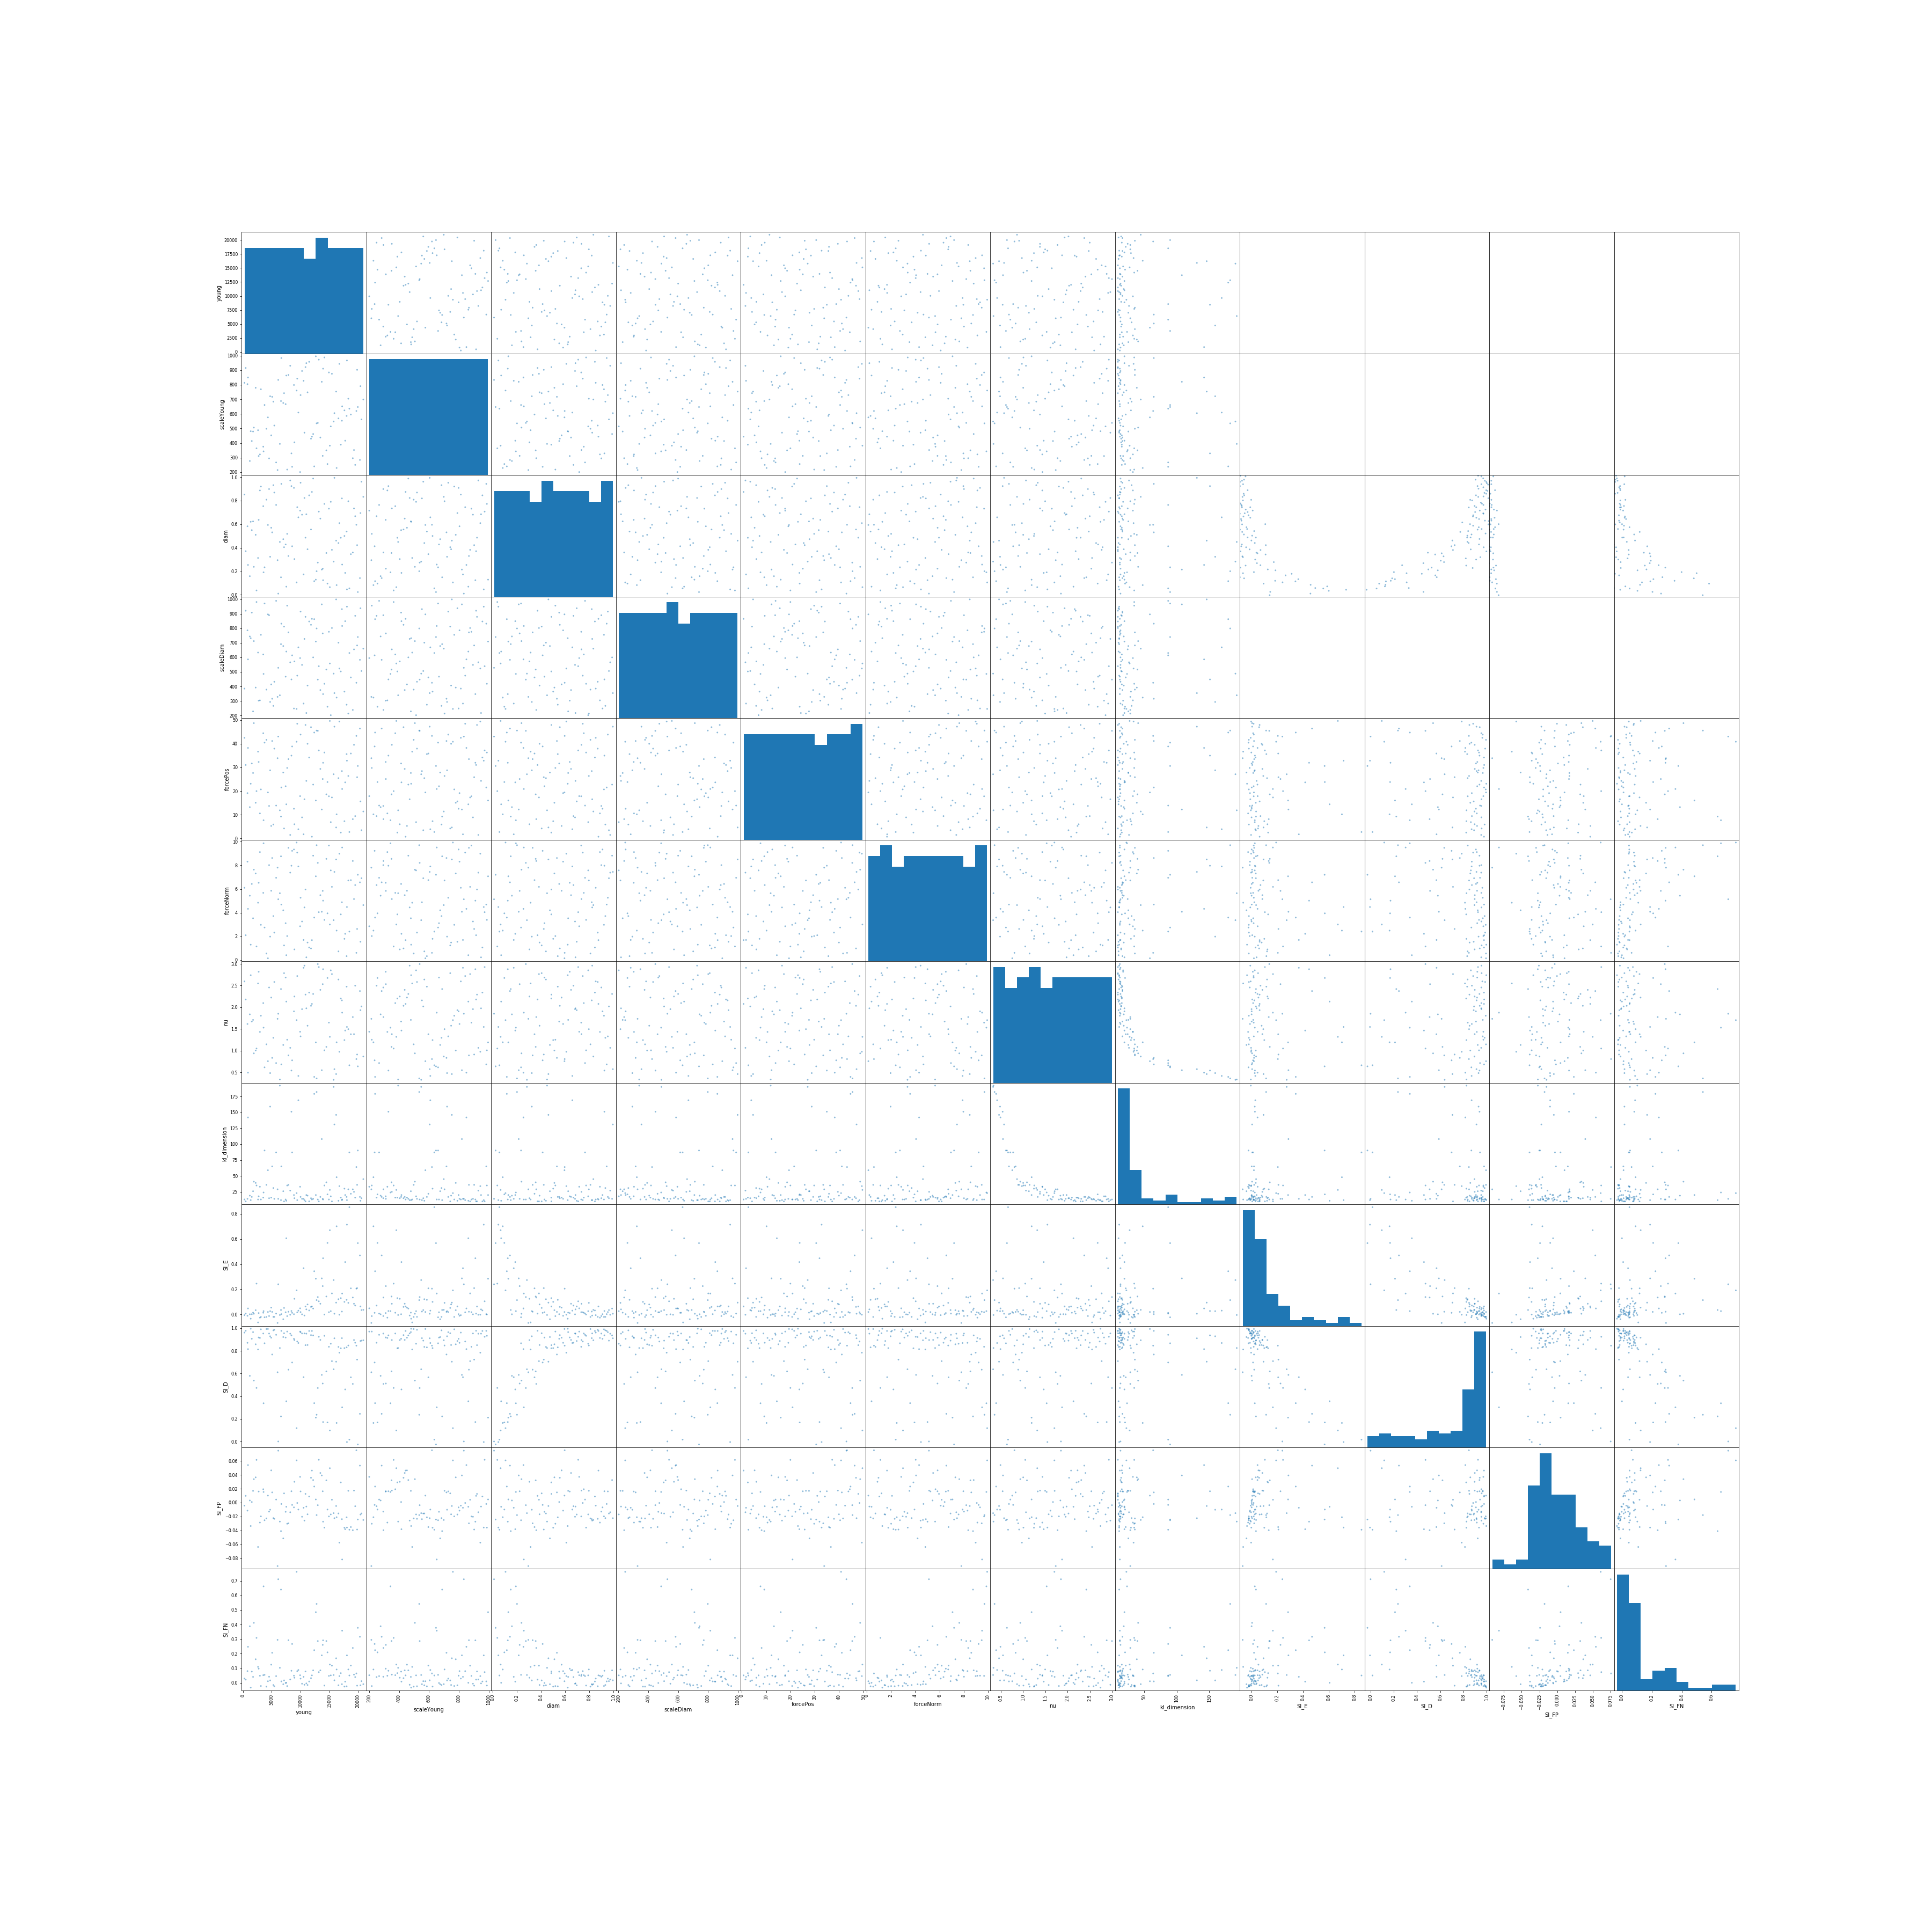 young
20000
17500
15000
12500
10000
7500
5000
2500
0
scaleYoung
1000
900
800
700
600
500
400
300
200
diam
1.0
0.8
0.6
0.4
0.2
0.0
scaleDiam
1000
900
800
700
600
500
400
300
200
forcePos
50
40
30
20
10
0
forceNorm
10
8
6
4
2
0
nu
3.0
2.5
2.0
1.5
1.0
0.5
kl_dimension
175
150
125
100
75
50
25
SI_E
0.8
0.6
0.4
0.2
0.0
SI_D
1.0
0.8
0.6
0.4
0.2
0.0
SI_FP
0.06
0.04
0.02
0.00
−0.02
−0.04
−0.06
−0.08
SI_FN
0.7
0.6
0.5
0.4
0.3
0.2
0.1
0.0
0 5000 10000 15000 20000
young
200 400 600 800 1000
scaleYoung
0.0 0.2 0.4 0.6 0.8 1.0
diam
200 400 600 800 1000
scaleDiam
0 10 20 30 40 50
forcePos
0 2 4 6 8 10
forceNorm
0.5 1.0 1.5 2.0 2.5 3.0
nu
50 100 150
kl_dimension
0.0 0.2 0.4 0.6 0.8
SI_E
0.0 0.2 0.4 0.6 0.8 1.0
SI_D
−0.075 −0.050 −0.025 0.000 0.025 0.050 0.075
SI_FP
0.0 0.2 0.4 0.6
SI_FN